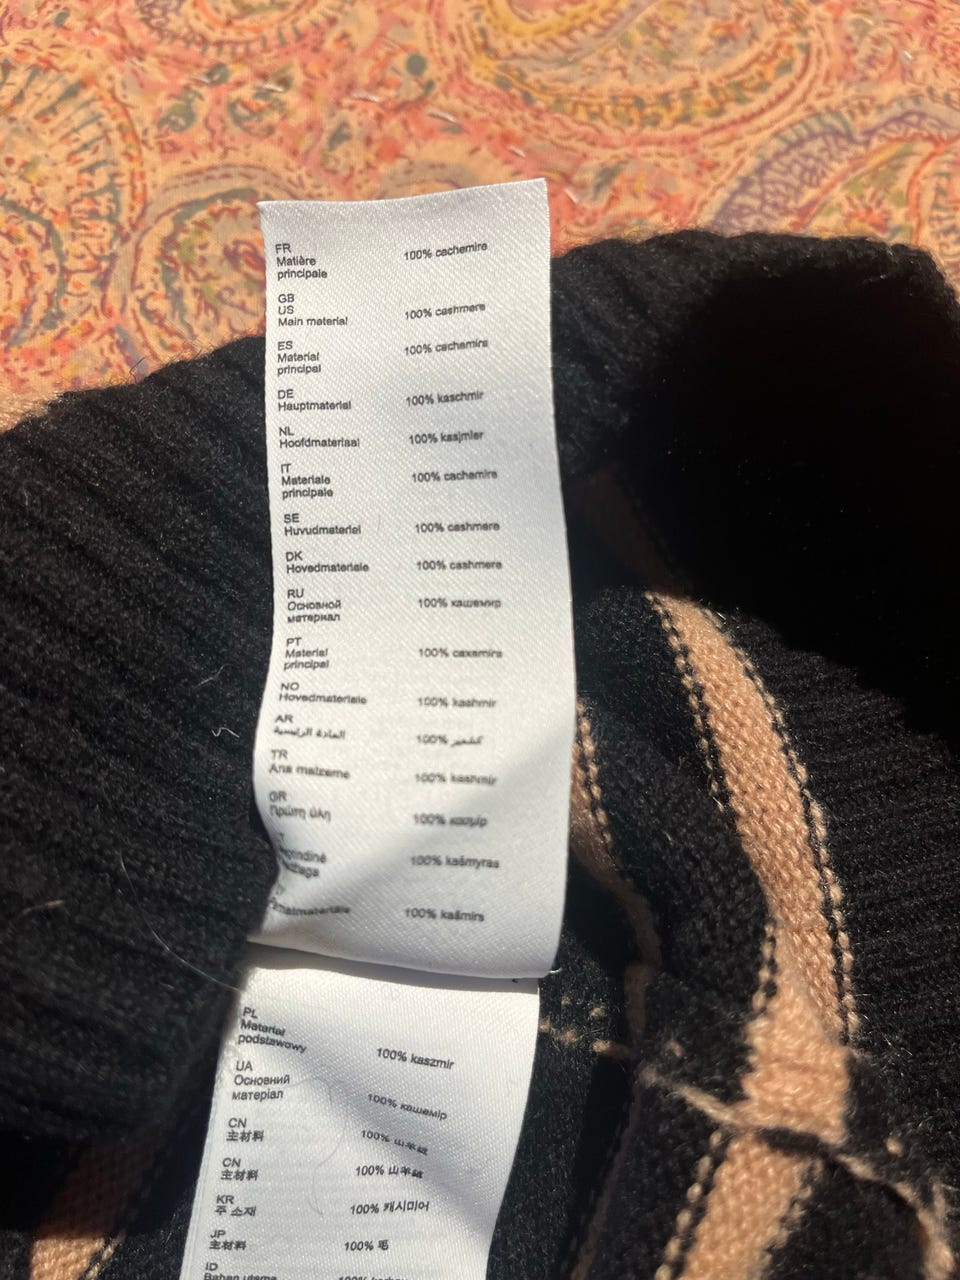 FR
Matière 100% cachemire
principale
GB
US
Main material 100% cashmere
ES
Material 100% cachemira
principal
DE
Hauptmaterial 100% kaschmir
NL
Hoofdmateriaal 100% kasjmier
IT
Materiale 100% cachemire
principale
SE
Huvudmaterial 100% cashmere
DK
Hovedmateriale 100% cashmere
RU
Основной 100% кашемир
материал
PT
Material 100% caxemira
principal
NO
Hovedmateriale 100% kashmir
AR
المادة الرئيسية 100% كشمير
TR
Ana malzeme 100% kashmir
GR
Πρώτη ύλη 100% κασμίρ
100% kašmyras
100% kašmirs
PL
Materiał
podstawowy 100% kaszmir
UA
Основний
матеріал 100% кашемір
CN
主材料 100% 山羊绒
CN
主材料 100% 山羊絨
KR
주 소재 100% 캐시미어
JP
主材料 100% 毛
ID
Bahan utama 100%